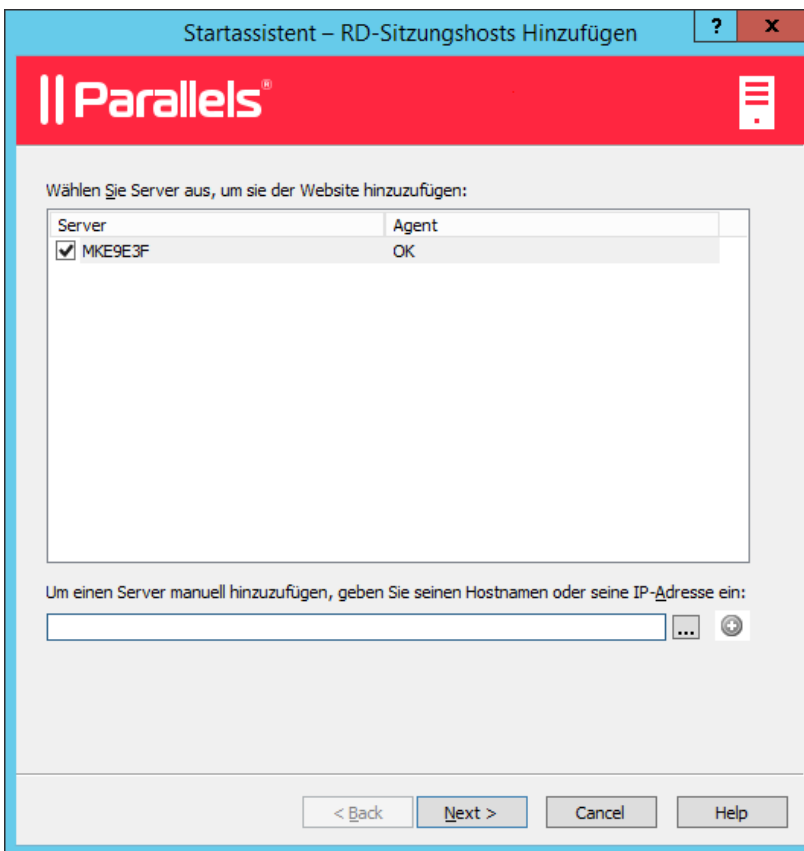 Startassistent – RD-Sitzungshosts Hinzufügen
? x
|| Parallels®
Wählen Sie Server aus, um sie der Website hinzuzufügen:
Server Agent
MKE9E3F OK
Um einen Server manuell hinzuzufügen, geben Sie seinen Hostnamen oder seine IP-Adresse ein:
...
< Back Next > Cancel Help